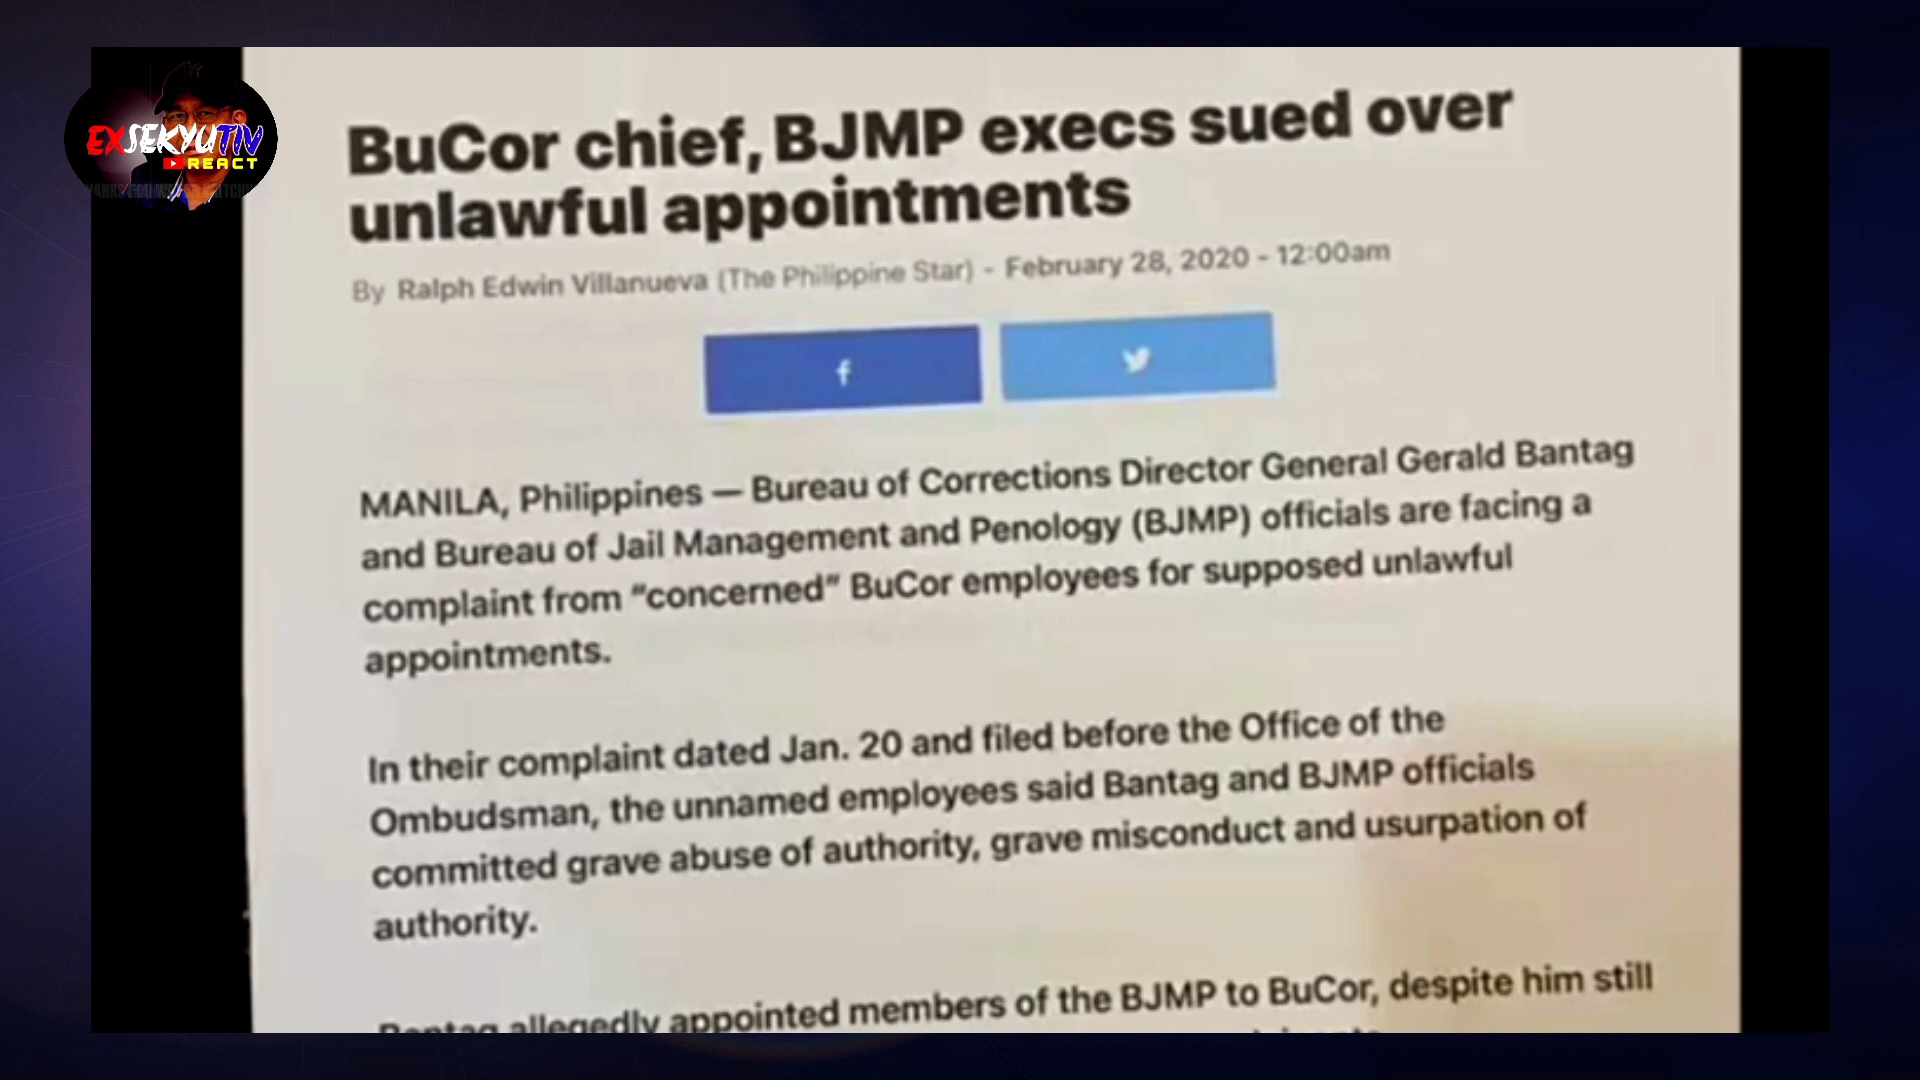 EXSEKYUTIV
REACT
BuCor chief, BJMP execs sued over
unlawful appointments
By Ralph Edwin Villanueva (The Philippine Star) - February 28, 2020 - 12:00am
f
MANILA, Philippines — Bureau of Corrections Director General Gerald Bantag
and Bureau of Jail Management and Penology (BJMP) officials are facing a
complaint from "concerned" BuCor employees for supposed unlawful
appointments.
In their complaint dated Jan. 20 and filed before the Office of the
Ombudsman, the unnamed employees said Bantag and BJMP officials
committed grave abuse of authority, grave misconduct and usurpation of
authority.
Bantag allegedly appointed members of the BJMP to BuCor, despite him still